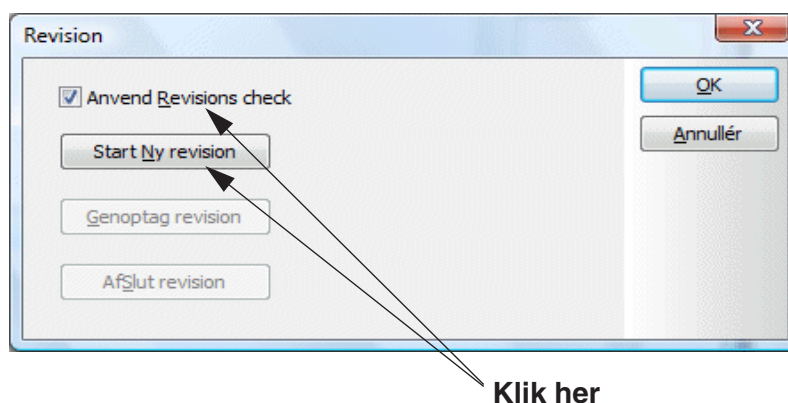 Revision
Anvend Revisions check
OK
Start Ny revision
Annullér
Genoptag revision
AfSlut revision
Klik her